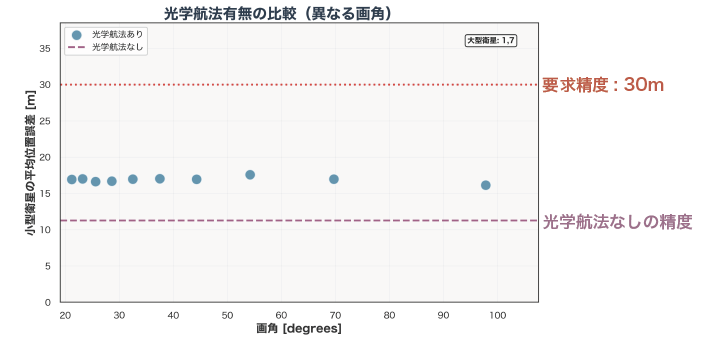 光学航法有無の比較（異なる画角）
光学航法あり
光学航法なし
大型衛星: 1,7
要求精度 : 30m
光学航法なしの精度
小型衛星の平均位置誤差 [m]
35
30
25
20
15
10
5
0
20 30 40 50 60 70 80 90 100
画角 [degrees]